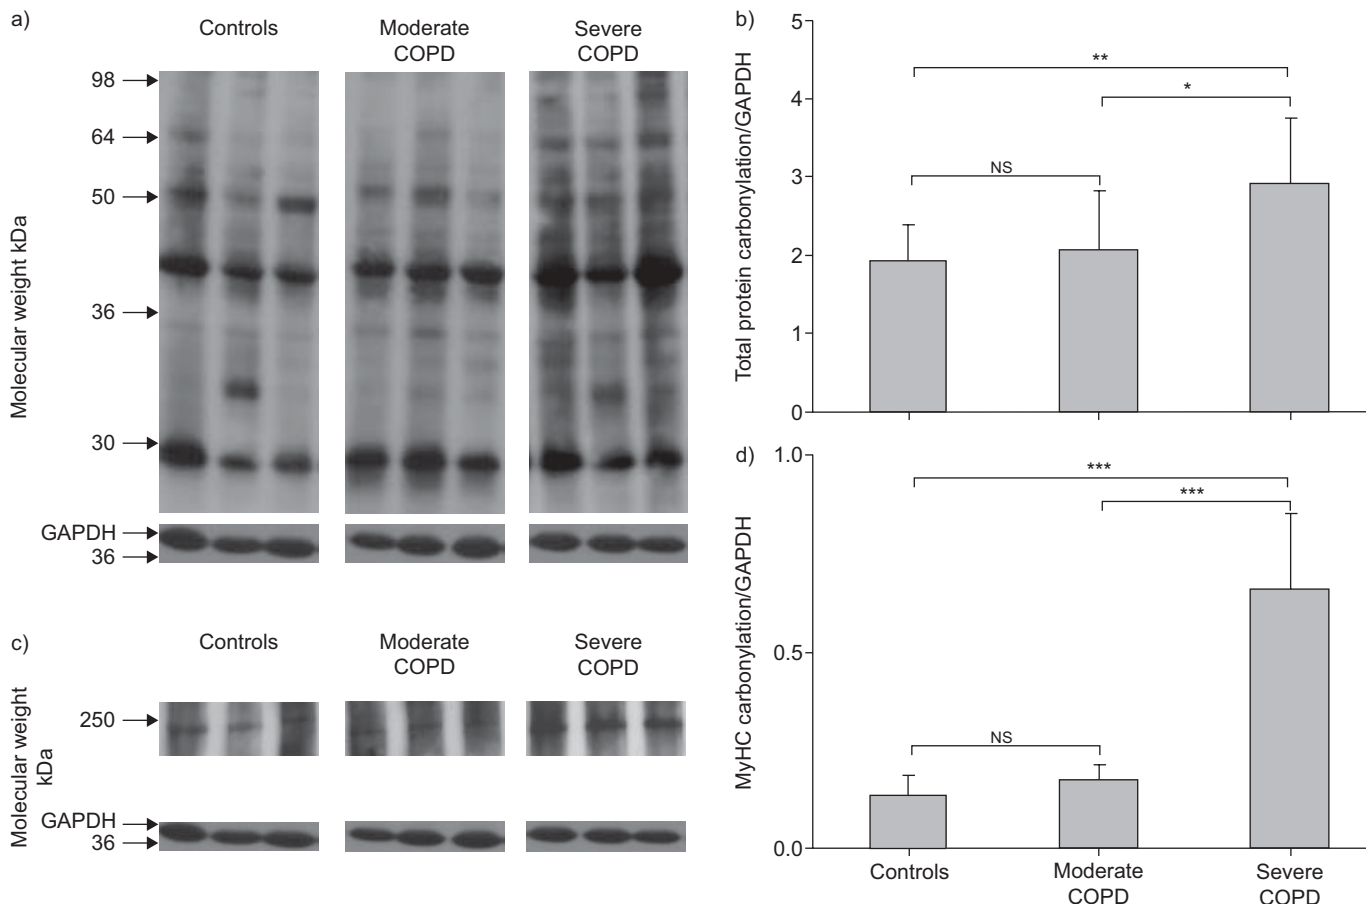 a)
Controls
Moderate
COPD
Severe
COPD
98
64
50
36
30
GAPDH
36
Molecular weight kDa
b)
5
4
3
2
1
0
Total protein carbonylation/GAPDH
**
*
NS
c)
Controls
Moderate
COPD
Severe
COPD
250
GAPDH
36
Molecular weight
kDa
d)
1.0
0.5
0.0
MyHC carbonylation/GAPDH
***
***
NS
Controls
Moderate
COPD
Severe
COPD